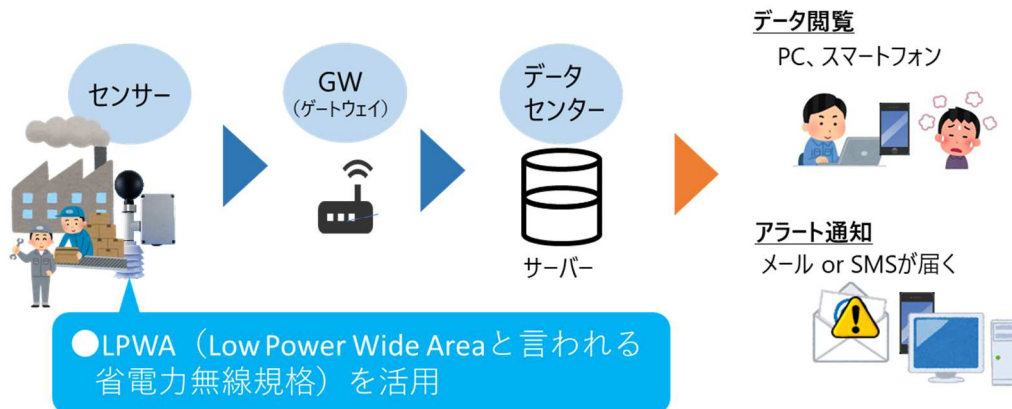 センサー
GW
（ゲートウェイ）
データ
センター
サーバー
データ閲覧
PC、スマートフォン
アラート通知
メール or SMSが届く
●LPWA（Low Power Wide Areaと言われる
省電力無線規格）を活用